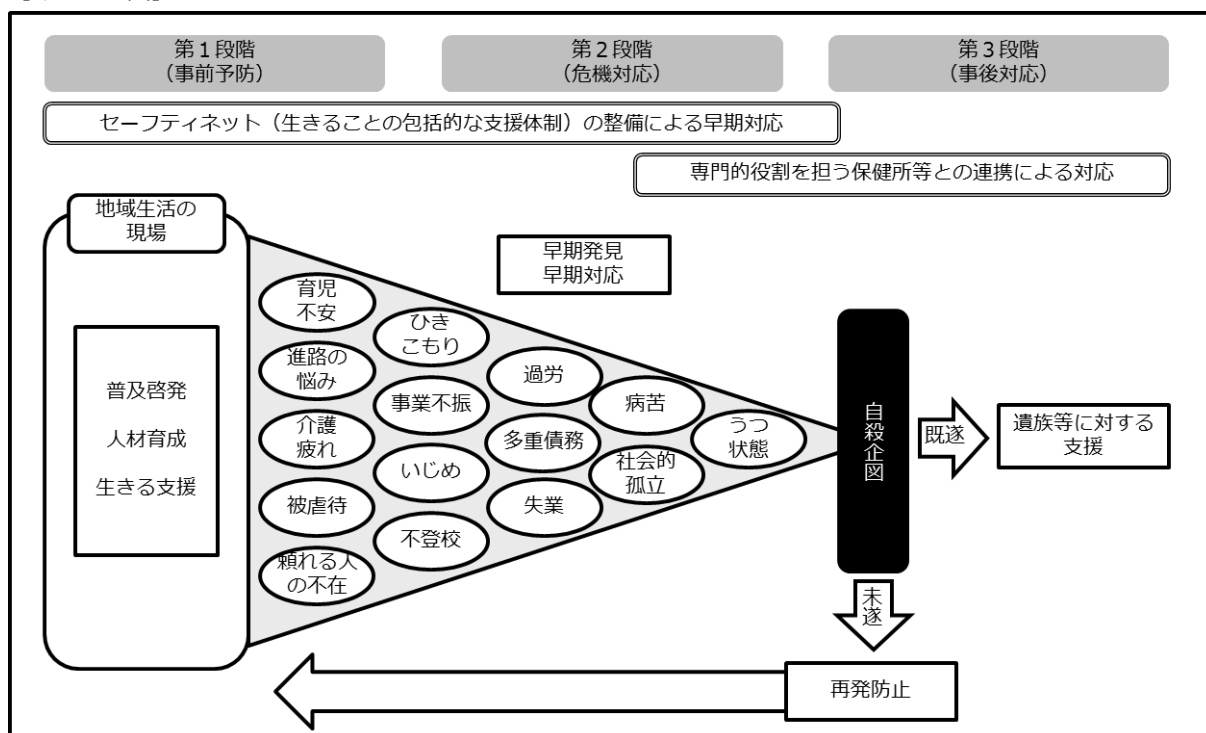 第1段階
（事前予防）
第2段階
（危機対応）
第3段階
（事後対応）
セーフティネット（生きることの包括的な支援体制）の整備による早期対応
専門的役割を担う保健所等との連携による対応
地域生活の
現場
普及啓発
人材育成
生きる支援
早期発見
早期対応
育児
不安
進路の
悩み
介護
疲れ
被虐待
頼れる人
の不在
ひき
こもり
事業不振
いじめ
不登校
過労
多重債務
失業
病苦
社会的
孤立
うつ
状態
自殺企図
既遂
遺族等に対する
支援
未遂
再発防止